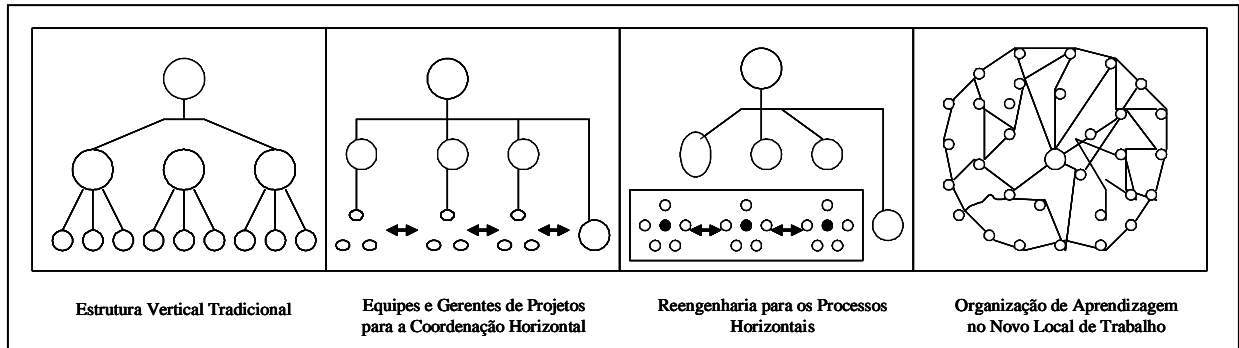 Estrutura Vertical Tradicional
Equipes e Gerentes de Projetos
para a Coordenação Horizontal
Reengenharia para os Processos
Horizontais
Organização de Aprendizagem
no Novo Local de Trabalho